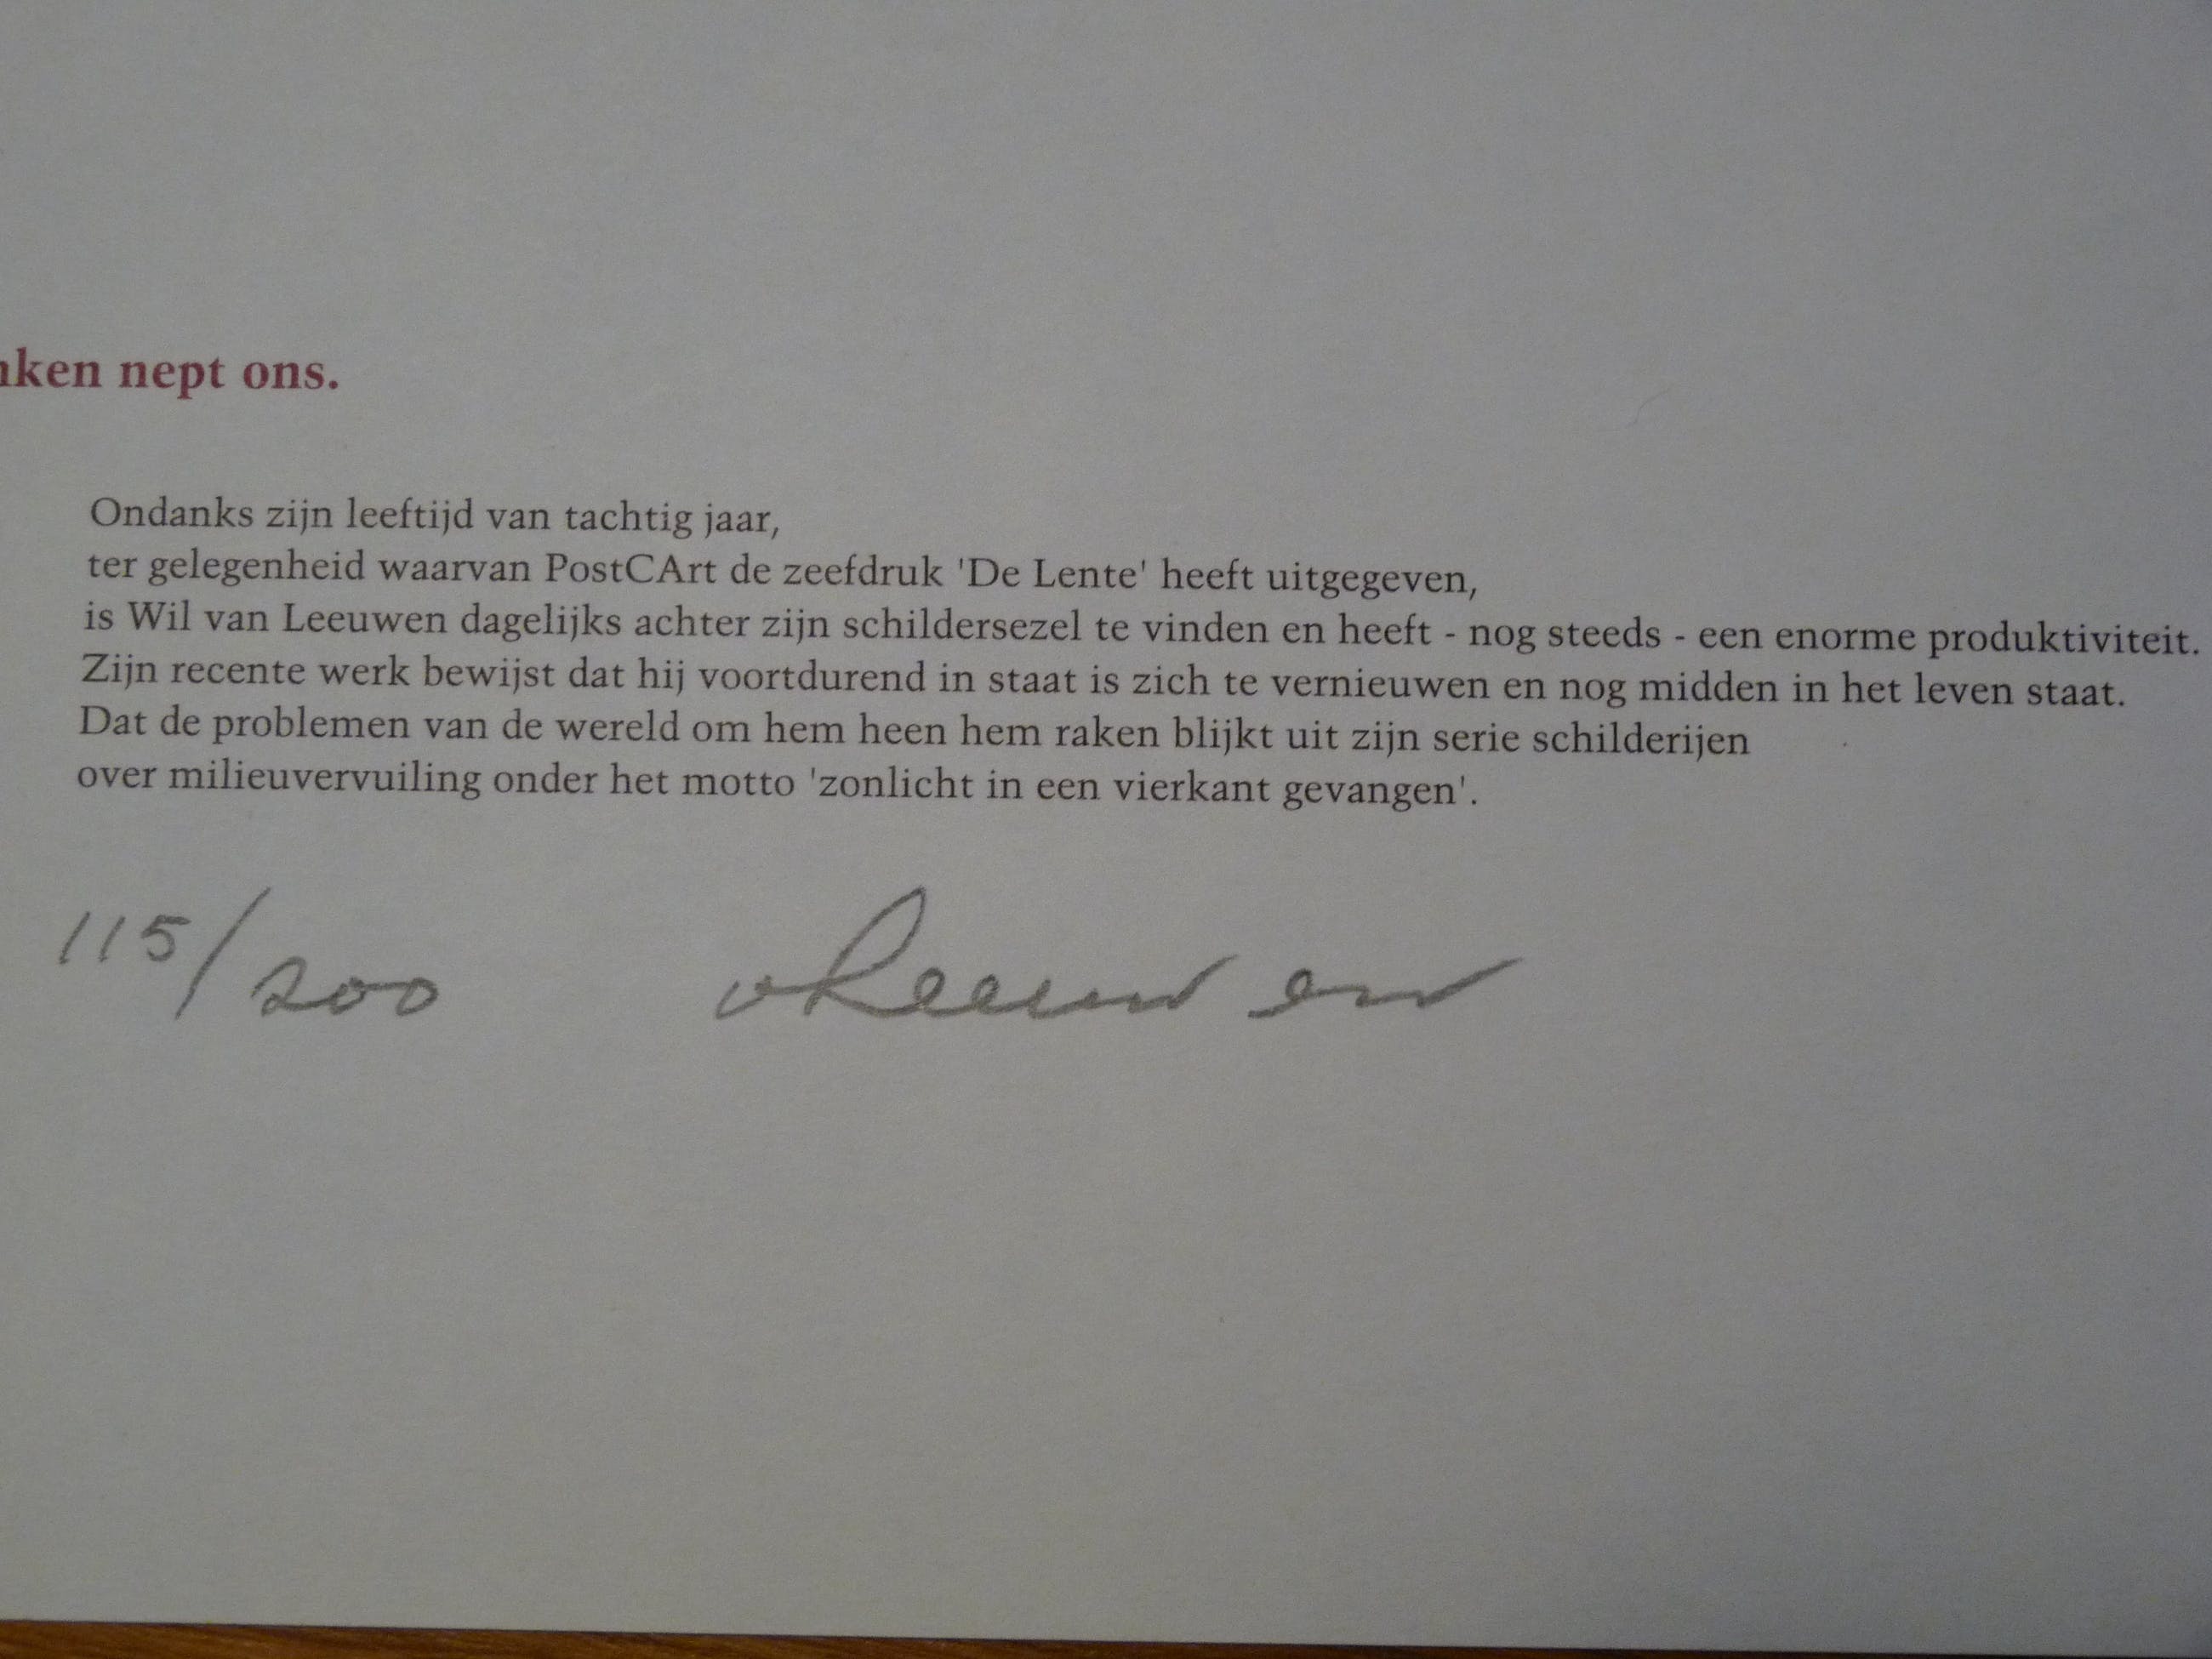 nken nept ons.
Ondanks zijn leeftijd van tachtig jaar,
ter gelegenheid waarvan PostCArt de zeefdruk 'De Lente' heeft uitgegeven,
is Wil van Leeuwen dagelijks achter zijn schildersezel te vinden en heeft - nog steeds - een enorme produktiviteit.
Zijn recente werk bewijst dat hij voortdurend in staat is zich te vernieuwen en nog midden in het leven staat.
Dat de problemen van de wereld om hem heen hem raken blijkt uit zijn serie schilderijen
over milieuvervuiling onder het motto 'zonlicht in een vierkant gevangen'.
115/200 vLeeuwen